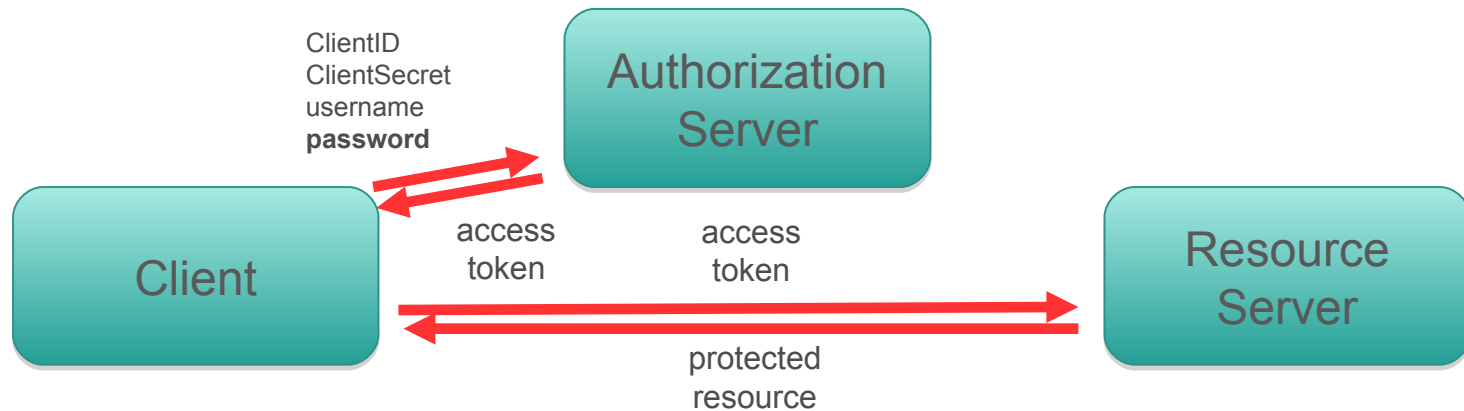 ClientID
ClientSecret
username
password
Authorization
Server
Client
access
token
access
token
Resource
Server
protected
resource